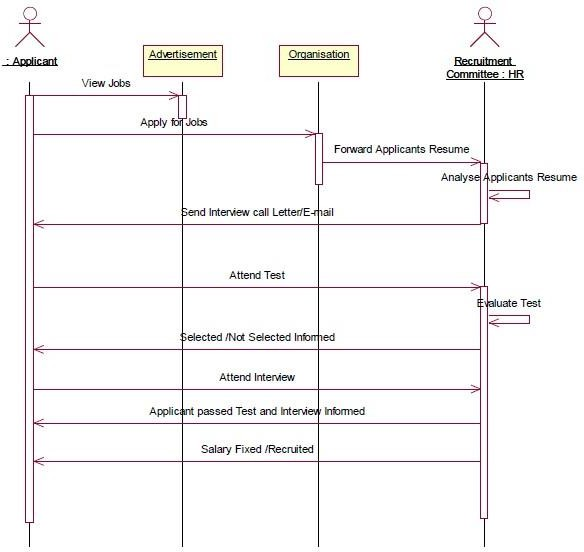 : Applicant
Advertisement
Organisation
Recruitment
Committee : HR
View Jobs
Apply for Jobs
Forward Applicants Resume
Analyse Applicants Resume
Send Interview call Letter/E-mail
Attend Test
Evaluate Test
Selected /Not Selected Informed
Attend Interview
Applicant passed Test and Interview Informed
Salary Fixed /Recruited